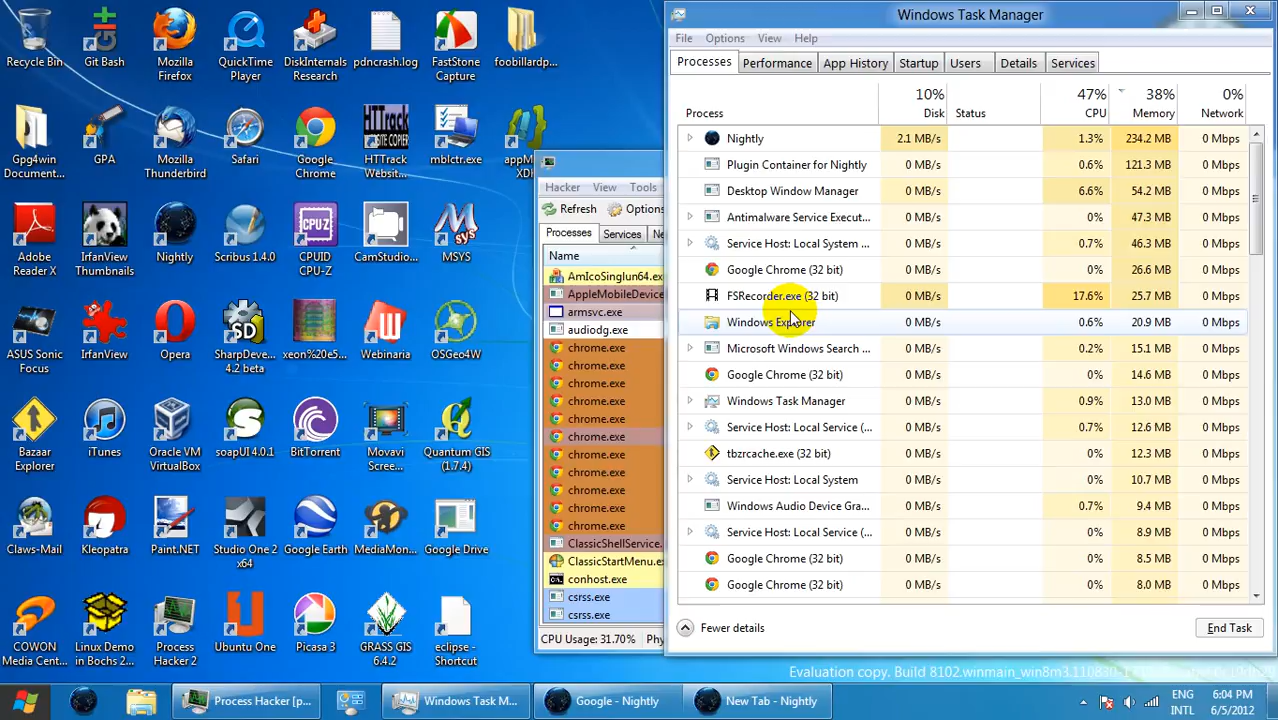 Recycle Bin
Git Bash
Mozilla
Firefox
QuickTime
Player
DiskInternals
Research
pdncrash.log
FastStone
Capture
foobillardp...
Gpg4win
Documen...
GPA
Mozilla
Thunderbird
Safari
Google
Chrome
HTTrack
WEBSITE COPIER
HTTrack
Website...
mblctr.exe
XDK
Adobe
Reader X
IrfanView
Thumbnails
Nightly
Scribus 1.4.0
CPU-Z
CPUID
CPU-Z
CamStudio...
MSYS
ASUS Sonic
Focus
IrfanView
Opera
SD
SharpDeve...
4.2 beta
xeon%20e5...
Webinaria
OSGeo4W
Bazaar
Explorer
iTunes
Oracle VM
VirtualBox
soapUI 4.0.1
BitTorrent
Movavi
Scree...
Quantum GIS
(1.7.4)
Claws-Mail
Kleopatra
Paint.NET
Studio One 2
x64
Google Earth
MediaMon...
Google Drive
COWON
Media Cent...
Linux Demo
in Bochs 2...
Process
Hacker 2
Ubuntu One
Picasa 3
GRASS GIS
6.4.2
eclipse -
Shortcut
Hacker View Tools
Refresh Options
Processes Services
Name
AmIcoSinglun64.ex
AppleMobileDevice
armsvc.exe
audiodg.exe
chrome.exe
chrome.exe
chrome.exe
chrome.exe
chrome.exe
chrome.exe
chrome.exe
chrome.exe
chrome.exe
chrome.exe
chrome.exe
ClassicShellService.
ClassicStartMenu.ex
conhost.exe
csrss.exe
csrss.exe
CPU Usage: 31.70%
Windows Task Manager
File Options View Help
Processes Performance App History Startup Users Details Services
10% 47% 38% 0%
Process Disk Status CPU Memory Network
Nightly 2.1 MB/s 1.3% 234.2 MB 0 Mbps
Plugin Container for Nightly 0 MB/s 0.6% 121.3 MB 0 Mbps
Desktop Window Manager 0 MB/s 6.6% 54.2 MB 0 Mbps
Antimalware Service Execut... 0 MB/s 0% 47.3 MB 0 Mbps
Service Host: Local System ... 0 MB/s 0.7% 46.3 MB 0 Mbps
Google Chrome (32 bit) 0 MB/s 0% 26.6 MB 0 Mbps
FSRecorder.exe (32 bit) 0 MB/s 17.6% 25.7 MB 0 Mbps
Windows Explorer 0 MB/s 0.6% 20.9 MB 0 Mbps
Microsoft Windows Search ... 0 MB/s 0.2% 15.1 MB 0 Mbps
Google Chrome (32 bit) 0 MB/s 0% 14.6 MB 0 Mbps
Windows Task Manager 0 MB/s 0.9% 13.0 MB 0 Mbps
Service Host: Local Service (... 0 MB/s 0.7% 12.6 MB 0 Mbps
tbzrcache.exe (32 bit) 0 MB/s 0% 12.3 MB 0 Mbps
Service Host: Local System 0 MB/s 0% 10.7 MB 0 Mbps
Windows Audio Device Gra... 0 MB/s 0.7% 9.4 MB 0 Mbps
Service Host: Local Service (... 0 MB/s 0% 8.9 MB 0 Mbps
Google Chrome (32 bit) 0 MB/s 0% 8.5 MB 0 Mbps
Google Chrome (32 bit) 0 MB/s 0% 8.0 MB 0 Mbps
Fewer details
End Task
Evaluation copy. Build 8102.winmain_win8m3
Process Hacker [p...
Windows Task M...
Google - Nightly
New Tab - Nightly
ENG
INTL
6:04 PM
6/5/2012